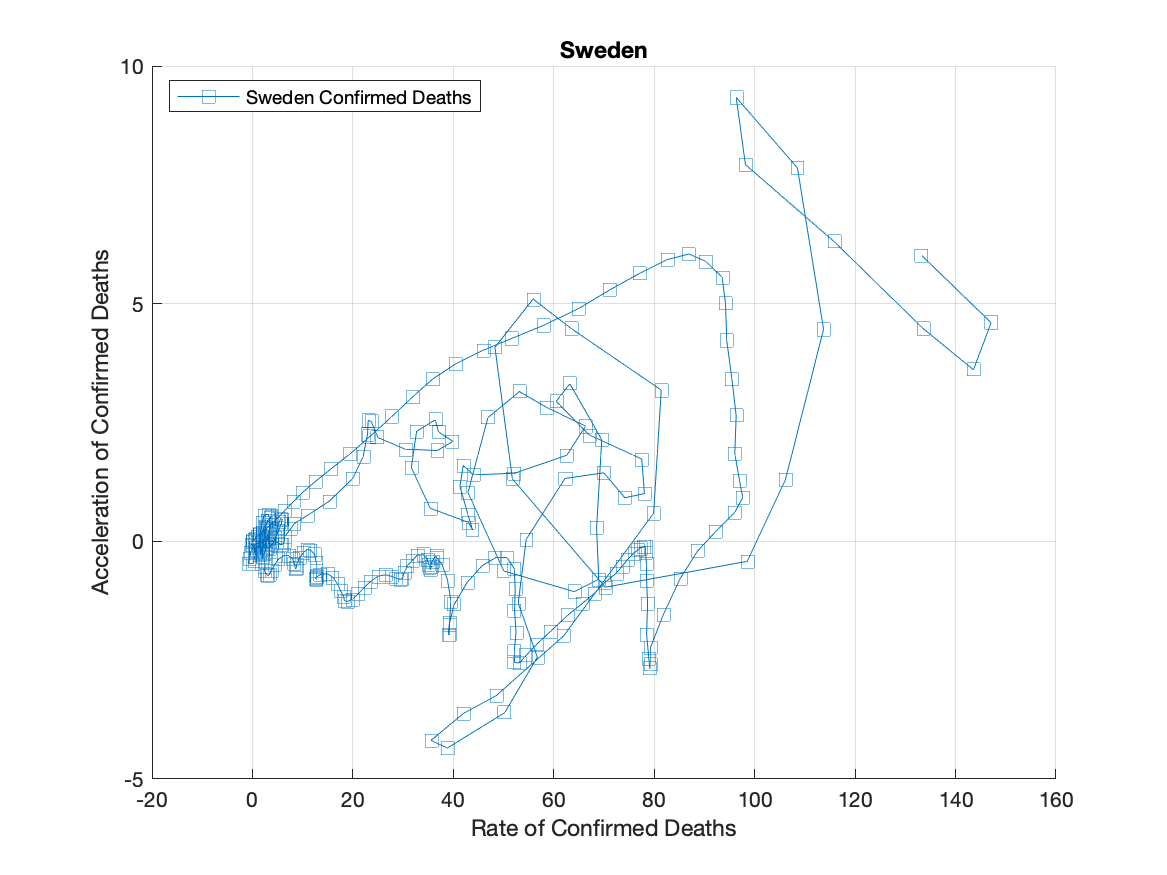 Sweden
10
Sweden Confirmed Deaths
5
0
-5
Acceleration of Confirmed Deaths
-20 0 20 40 60 80 100 120 140 160
Rate of Confirmed Deaths